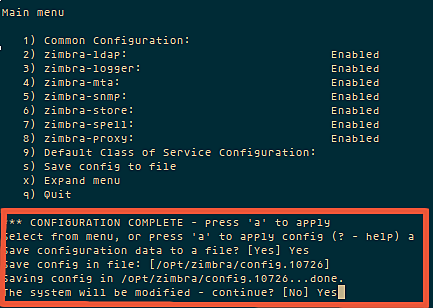 Main menu
1) Common Configuration:
2) zimbra-ldap: Enabled
3) zimbra-logger: Enabled
4) zimbra-mta: Enabled
5) zimbra-snmp: Enabled
6) zimbra-store: Enabled
7) zimbra-spell: Enabled
8) zimbra-proxy: Enabled
9) Default Class of Service Configuration:
s) Save config to file
x) Expand menu
q) Quit
*** CONFIGURATION COMPLETE - press 'a' to apply
Select from menu, or press 'a' to apply config (? - help) a
Save configuration data to a file? [Yes] Yes
Save config in file: [/opt/zimbra/config.10726]
Saving config in /opt/zimbra/config.10726...done.
The system will be modified - continue? [No] Yes